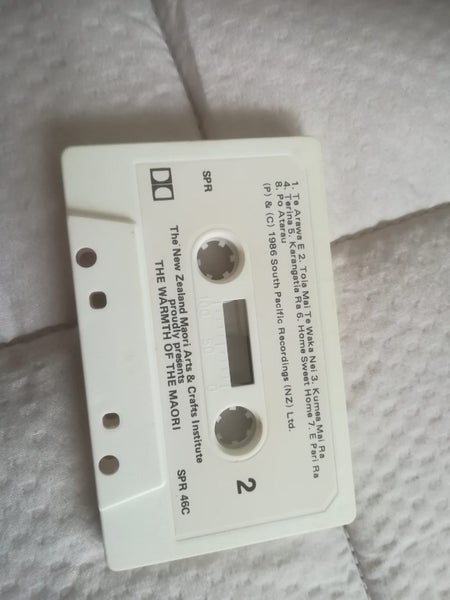 1. Te Arawa E 2. Toia Mai Te Waka Nei 3. Kumea Mai Ra
4. Terina 5. Karangatia Ra 6. Home Sweet Home 7. E Pari Ra
8. Po Atarau
(P) & (C) 1986 South Pacific Recordings (NZ) Ltd.
SPR
2
The New Zealand Maori Arts & Crafts Institute
proudly presents
THE WARMTH OF THE MAORI
SPR 46C